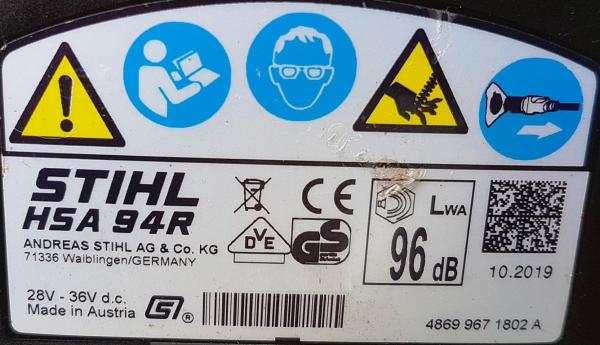 STIHL
HSA 94R
ANDREAS STIHL AG & Co. KG
71336 Waiblingen/GERMANY
28V - 36V d.c.
Made in Austria
®
CE
DVE
GS
LWA
96 dB
10.2019
4869 967 1802 A